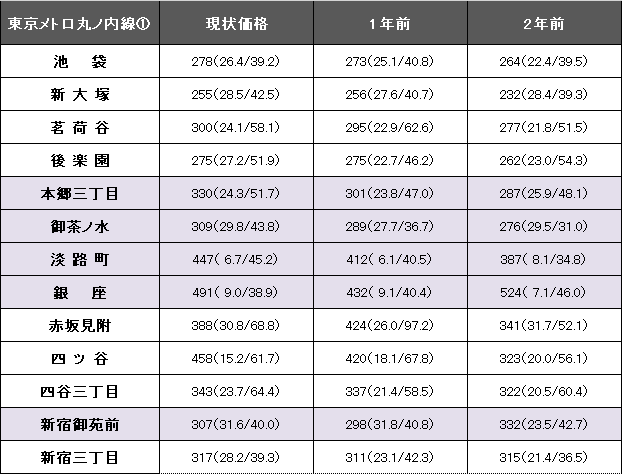 東京メトロ丸ノ内線① 現状価格 1年前 2年前
池 袋 278(26.4/39.2) 273(25.1/40.8) 264(22.4/39.5)
新大塚 255(28.5/42.5) 256(27.6/40.7) 232(28.4/39.3)
茗荷谷 300(24.1/58.1) 295(22.9/62.6) 277(21.8/51.5)
後楽園 275(27.2/51.9) 275(22.7/46.2) 262(23.0/54.3)
本郷三丁目 330(24.3/51.7) 301(23.8/47.0) 287(25.9/48.1)
御茶ノ水 309(29.8/43.8) 289(27.7/36.7) 276(29.5/31.0)
淡路町 447( 6.7/45.2) 412( 6.1/40.5) 387( 8.1/34.8)
銀 座 491( 9.0/38.9) 432( 9.1/40.4) 524( 7.1/46.0)
赤坂見附 388(30.8/68.8) 424(26.0/97.2) 341(31.7/52.1)
四ッ谷 458(15.2/61.7) 420(18.1/67.8) 323(20.0/56.1)
四谷三丁目 343(23.7/64.4) 337(21.4/58.5) 322(20.5/60.4)
新宿御苑前 307(31.6/40.0) 298(31.8/40.8) 332(23.5/42.7)
新宿三丁目 317(28.2/39.3) 311(23.1/42.3) 315(21.4/36.5)